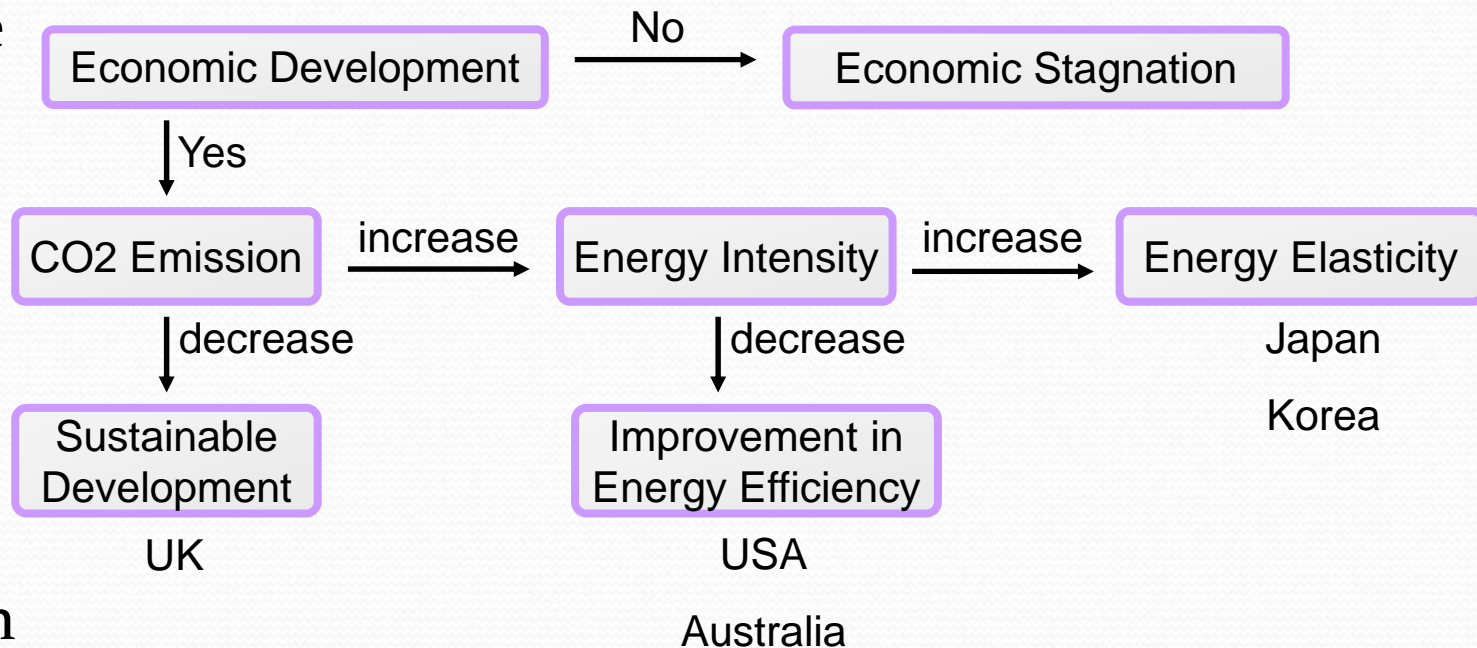 e
No
Economic Development
Economic Stagnation
Yes
CO2 Emission
increase
Energy Intensity
increase
Energy Elasticity
decrease
decrease
Japan
Korea
Sustainable
Development
Improvement in
Energy Efficiency
UK
USA
n
Australia